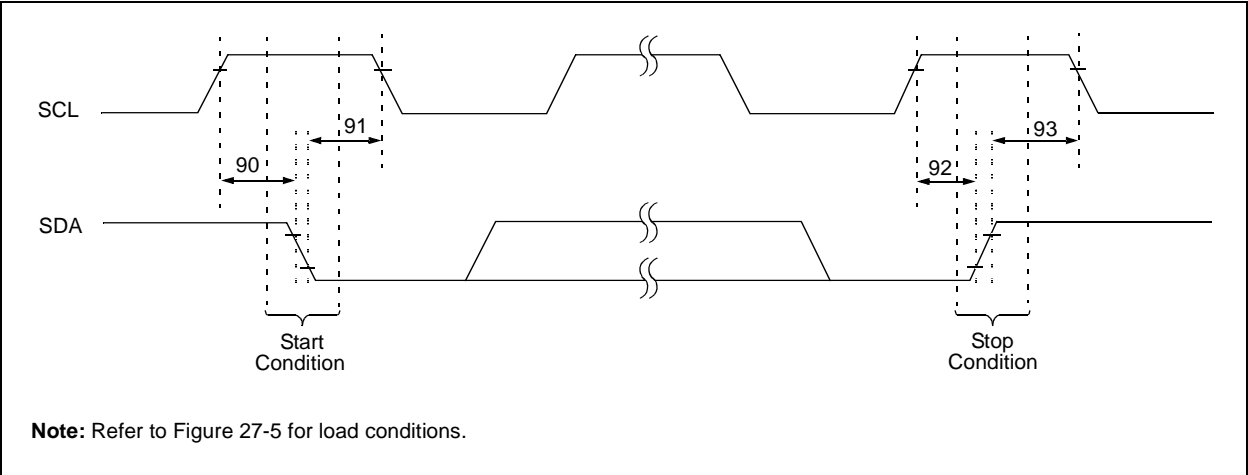 SCL
91
93
90
92
SDA
Start
Condition
Stop
Condition
Note: Refer to Figure 27-5 for load conditions.